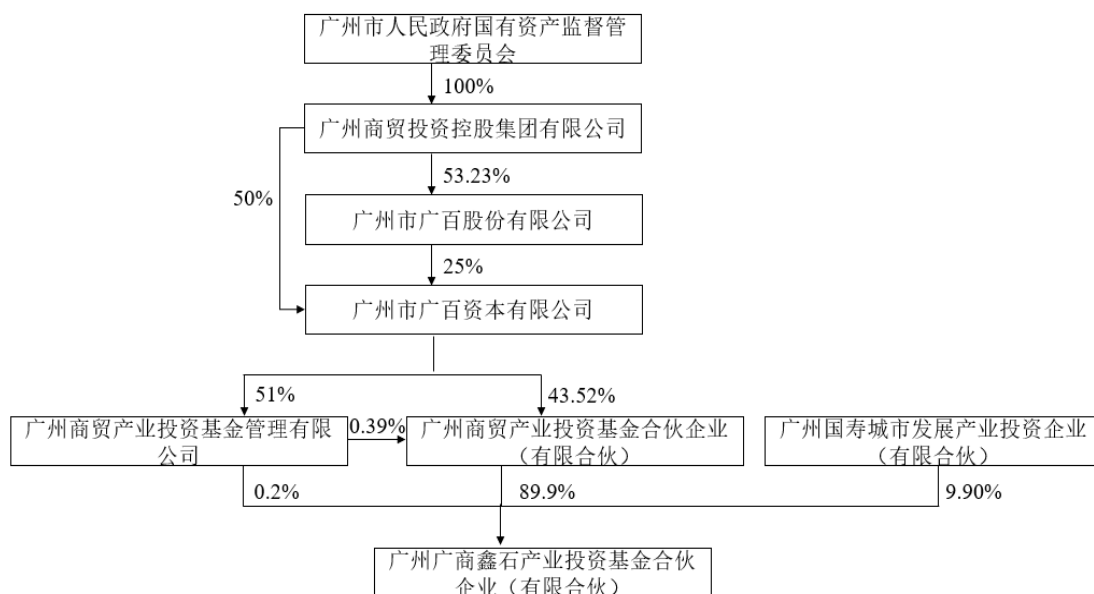 广州市人民政府国有资产监督管
理委员会
100%
广州商贸投资控股集团有限公司
53.23%
50%
广州市广百股份有限公司
25%
广州市广百资本有限公司
51%
43.52%
广州商贸产业投资基金管理有限
公司
0.39%
广州商贸产业投资基金合伙企业
（有限合伙）
广州国寿城市发展产业投资企业
（有限合伙）
0.2%
89.9%
9.90%
广州广商鑫石产业投资基金合伙
企业（有限合伙）